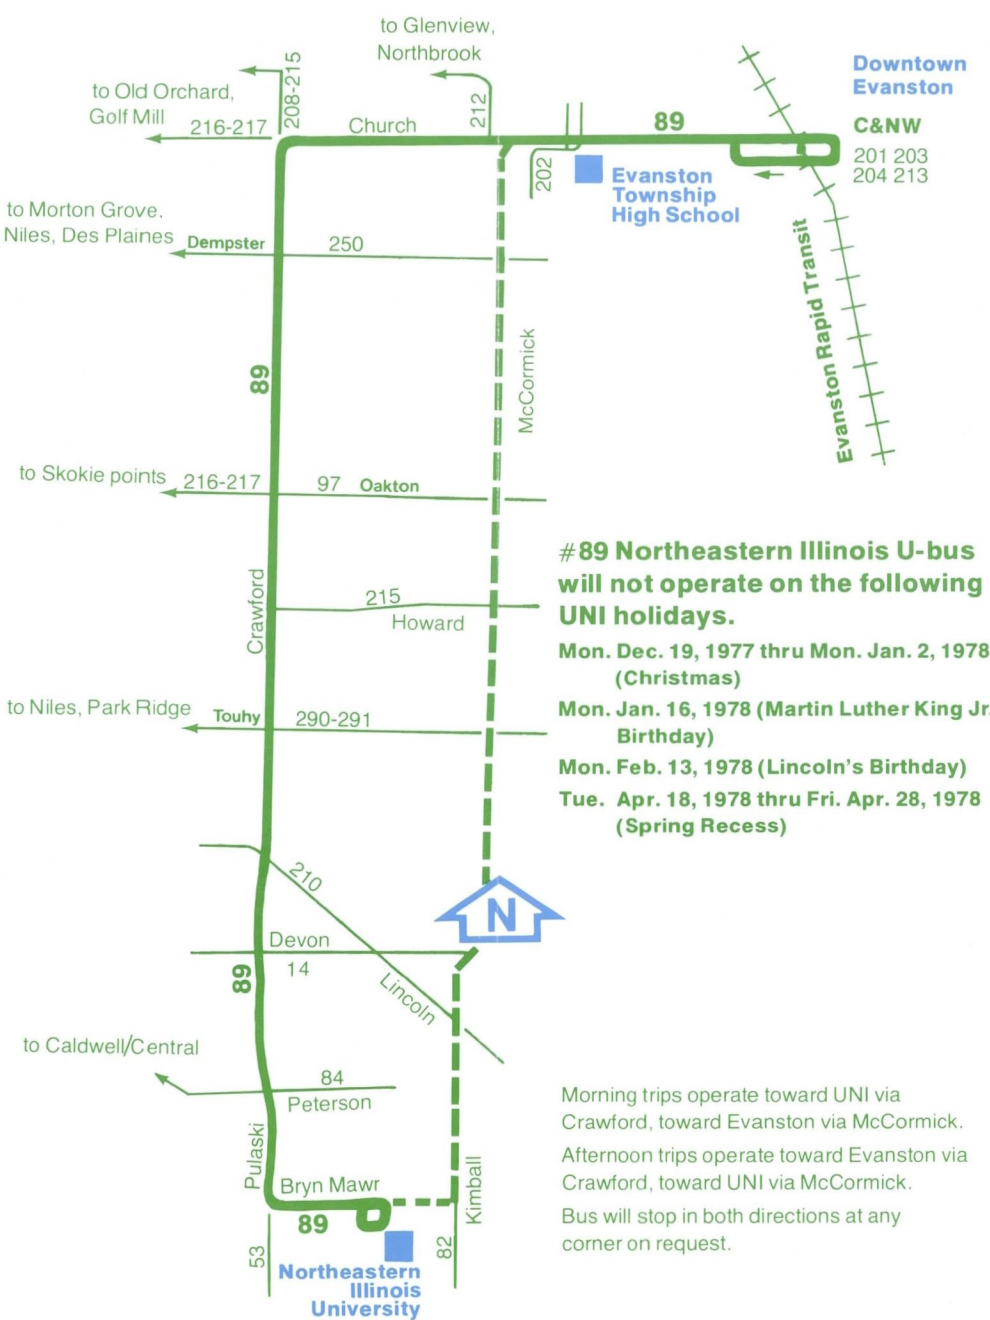 to Glenview,
Northbrook
208-215
212
to Old Orchard,
Golf Mill
216-217
Church
89
Downtown
Evanston
C&NW
201 203
204 213
202
Evanston
Township
High School
to Morton Grove.
Niles, Des Plaines
Dempster
250
Evanston Rapid Transit
89
McCormick
to Skokie points
216-217
97
Oakton
#89 Northeastern Illinois U-bus
will not operate on the following
UNI holidays.
Mon. Dec. 19, 1977 thru Mon. Jan. 2, 1978
(Christmas)
Mon. Jan. 16, 1978 (Martin Luther King Jr.
Birthday)
Mon. Feb. 13, 1978 (Lincoln's Birthday)
Tue. Apr. 18, 1978 thru Fri. Apr. 28, 1978
(Spring Recess)
Crawford
215
Howard
to Niles, Park Ridge
Touhy
290-291
210
N
Devon
14
89
Lincoln
to Caldwell/Central
84
Peterson
Pulaski
Bryn Mawr
89
Kimball
53
82
Northeastern
Illinois
University
Morning trips operate toward UNI via
Crawford, toward Evanston via McCormick.
Afternoon trips operate toward Evanston via
Crawford, toward UNI via McCormick.
Bus will stop in both directions at any
corner on request.